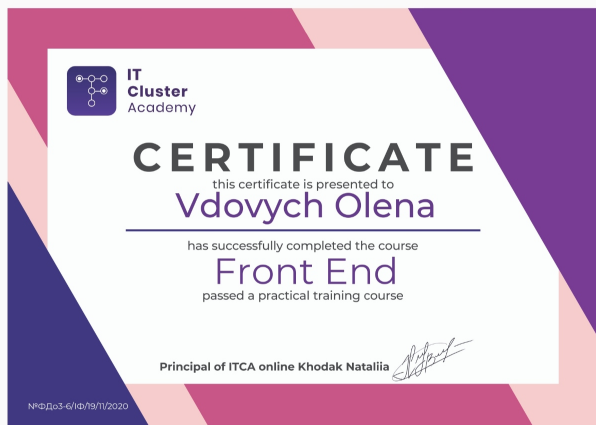 IT
Cluster
Academy
CERTIFICATE
this certificate is presented to
Vdovych Olena
has successfully completed the course
Front End
passed a practical training course
Principal of ITCA online Khodak Nataliia
№ФДо3-6/ІФ/19/11/2020